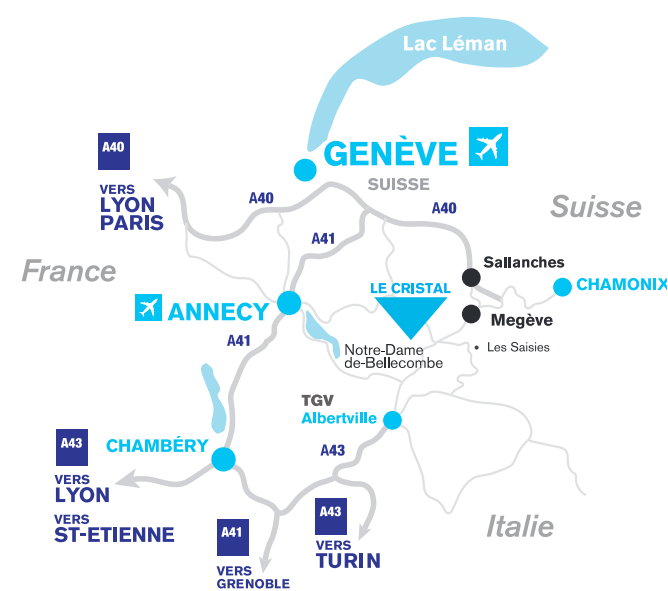 Lac Léman
A40
GENÈVE
VERS
LYON
PARIS
SUISSE
A40
A40
Suisse
A41
France
Sallanches
CHAMONIX
LE CRISTAL
ANNECY
Megève
A41
Les Saisies
Notre-Dame
de-Bellecombe
TGV
Albertville
A43
CHAMBÉRY
A43
VERS
LYON
VERS
ST-ETIENNE
A41
VERS
GRENOBLE
A43
VERS
TURIN
Italie